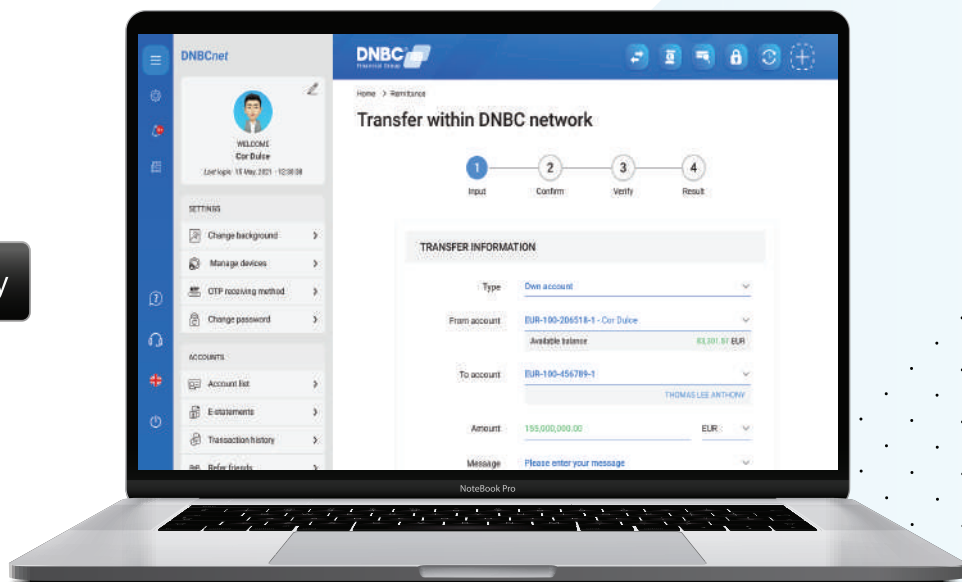 DNBCnet
DNBC
Financial Group
Home > Remittance
WELCOME
Cor Dulce
Last login: 15 May, 2021 - 12:38:08
Transfer within DNBC network
1
2
3
4
Input
Confirm
Verify
Result
SETTINGS
Change background
Manage devices
OTP receiving method
Change password
ACCOUNTS
Account list
E-statements
Transaction history
Refer friends
TRANSFER INFORMATION
Type
Own account
From account
EUR-100-206518-1 - Cor Dulce
Available balance
EUR
To account
EUR-100-456789-1
THOMAS LEE ANTHONY
Amount
155,000,000.00
EUR
Message
Please enter your message
NoteBook Pro
y